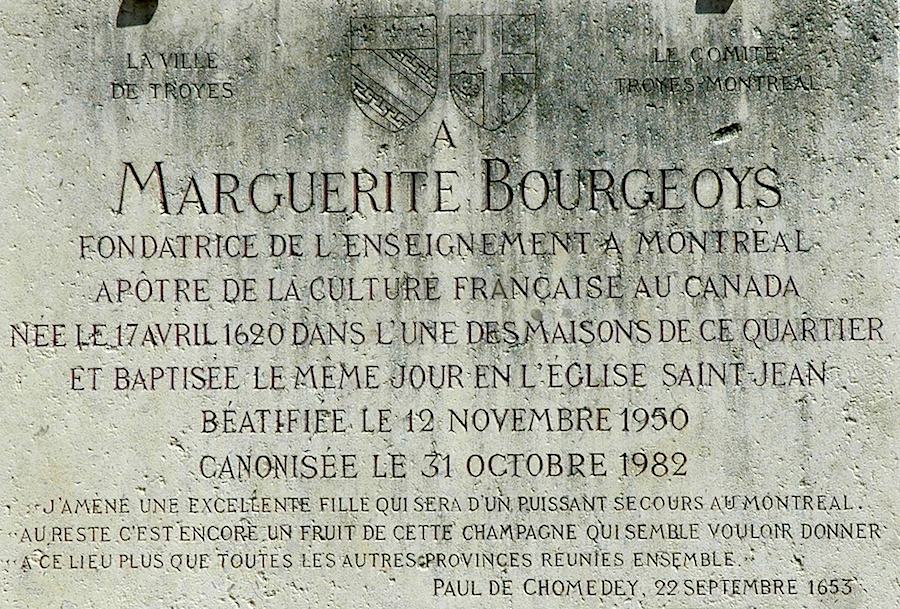 LA VILLE
DE TROYES
LE COMITÉ
TROYES-MONTRÉAL
A
MARGUERITE BOURGEOYS
FONDATRICE DE L'ENSEIGNEMENT A MONTRÉAL
APÔTRE DE LA CULTURE FRANÇAISE AU CANADA
NÉE LE 17 AVRIL 1620 DANS L'UNE DES MAISONS DE CE QUARTIER
ET BAPTISÉE LE MÊME JOUR EN L'ÉGLISE SAINT-JEAN
BÉATIFIÉE LE 12 NOVEMBRE 1950
CANONISÉE LE 31 OCTOBRE 1982
J'AMÈNE UNE EXCELLENTE FILLE QUI SERA D'UN PUISSANT SECOURS AU MONTRÉAL.
AU RESTE C'EST ENCORE UN FRUIT DE CETTE CHAMPAGNE QUI SEMBLE VOULOIR DONNER
A CE LIEU PLUS QUE TOUTES LES AUTRES PROVINCES RÉUNIES ENSEMBLE.
PAUL DE CHOMEDEY, 22 SEPTEMBRE 1653